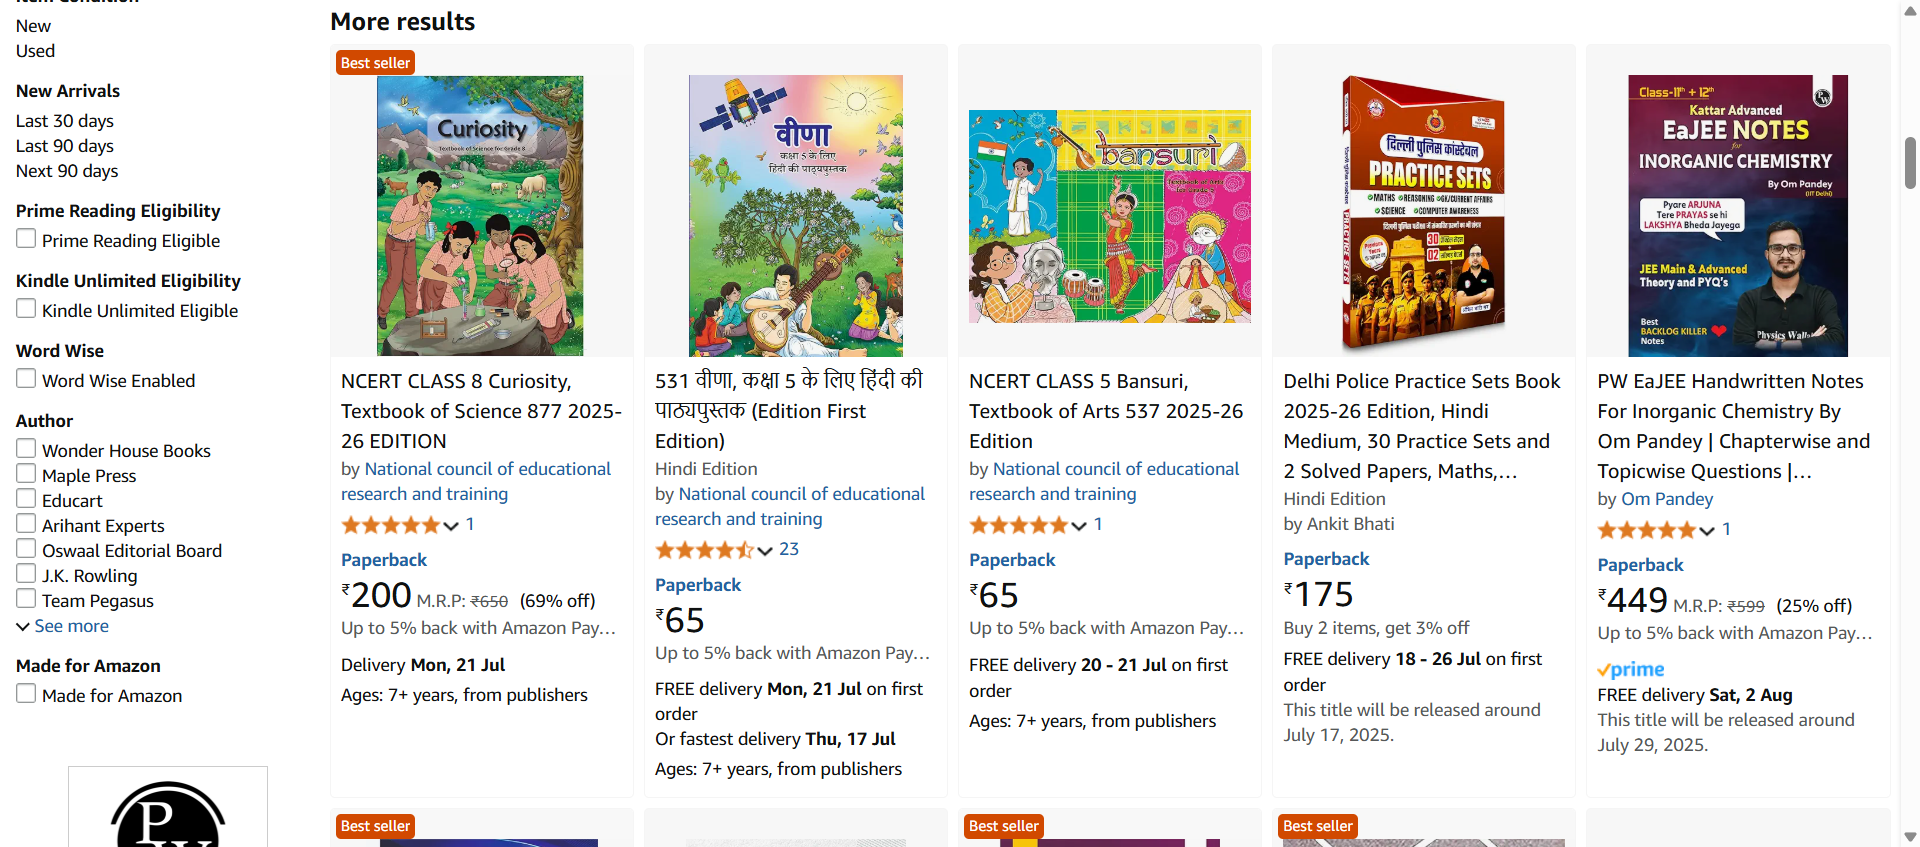 Item Condition
New
Used
New Arrivals
Last 30 days
Last 90 days
Next 90 days
Prime Reading Eligibility
Prime Reading Eligible
Kindle Unlimited Eligibility
Kindle Unlimited Eligible
Word Wise
Word Wise Enabled
Author
Wonder House Books
Maple Press
Educart
Arihant Experts
Oswaal Editorial Board
J.K. Rowling
Team Pegasus
See more
Made for Amazon
Made for Amazon
PW
More results
Best seller
Curiosity
Textbook of Science for Grade 8
NCERT CLASS 8 Curiosity,
Textbook of Science 877 2025-
26 EDITION
by National council of educational
research and training
1
Paperback
₹200 M.R.P: ₹650 (69% off)
Up to 5% back with Amazon Pay…
Delivery Mon, 21 Jul
Ages: 7+ years, from publishers
वीणा
कक्षा 5 के लिए
हिंदी की पाठ्यपुस्तक
531 वीणा, कक्षा 5 के लिए हिंदी की
पाठ्यपुस्तक (Edition First
Edition)
Hindi Edition
by National council of educational
research and training
23
Paperback
₹65
Up to 5% back with Amazon Pay…
FREE delivery Mon, 21 Jul on first
order
Or fastest delivery Thu, 17 Jul
Ages: 7+ years, from publishers
bansuri
Textbook of Arts
for Grade 5
NCERT CLASS 5 Bansuri,
Textbook of Arts 537 2025-26
Edition
by National council of educational
research and training
1
Paperback
₹65
Up to 5% back with Amazon Pay…
FREE delivery 20 - 21 Jul on first
order
Ages: 7+ years, from publishers
दिल्ली पुलिस कांस्टेबल
PRACTICE SETS
MATHS REASONING GK/CURRENT AFFAIRS
SCIENCE COMPUTER AWARENESS
30
02
PRACTICE SETS
Delhi Police Practice Sets Book
2025-26 Edition, Hindi
Medium, 30 Practice Sets and
2 Solved Papers, Maths,…
Hindi Edition
by Ankit Bhati
Paperback
₹175
Buy 2 items, get 3% off
FREE delivery 18 - 26 Jul on first
order
This title will be released around
July 17, 2025.
Class-11th + 12th
PW
Kattar Advanced
EaJEE NOTES
for
INORGANIC CHEMISTRY
By Om Pandey
(IIT Delhi)
Pyare ARJUNA
Tere PRAYAS se hi
LAKSHYA Bheda Jayega
JEE Main & Advanced
Theory and PYQ's
Best
BACKLOG KILLER
Notes
Physics Wallah
PW EaJEE Handwritten Notes
For Inorganic Chemistry By
Om Pandey | Chapterwise and
Topicwise Questions |…
by Om Pandey
1
Paperback
₹449 M.R.P: ₹599 (25% off)
Up to 5% back with Amazon Pay…
prime
FREE delivery Sat, 2 Aug
This title will be released around
July 29, 2025.
Best seller
Best seller
Best seller